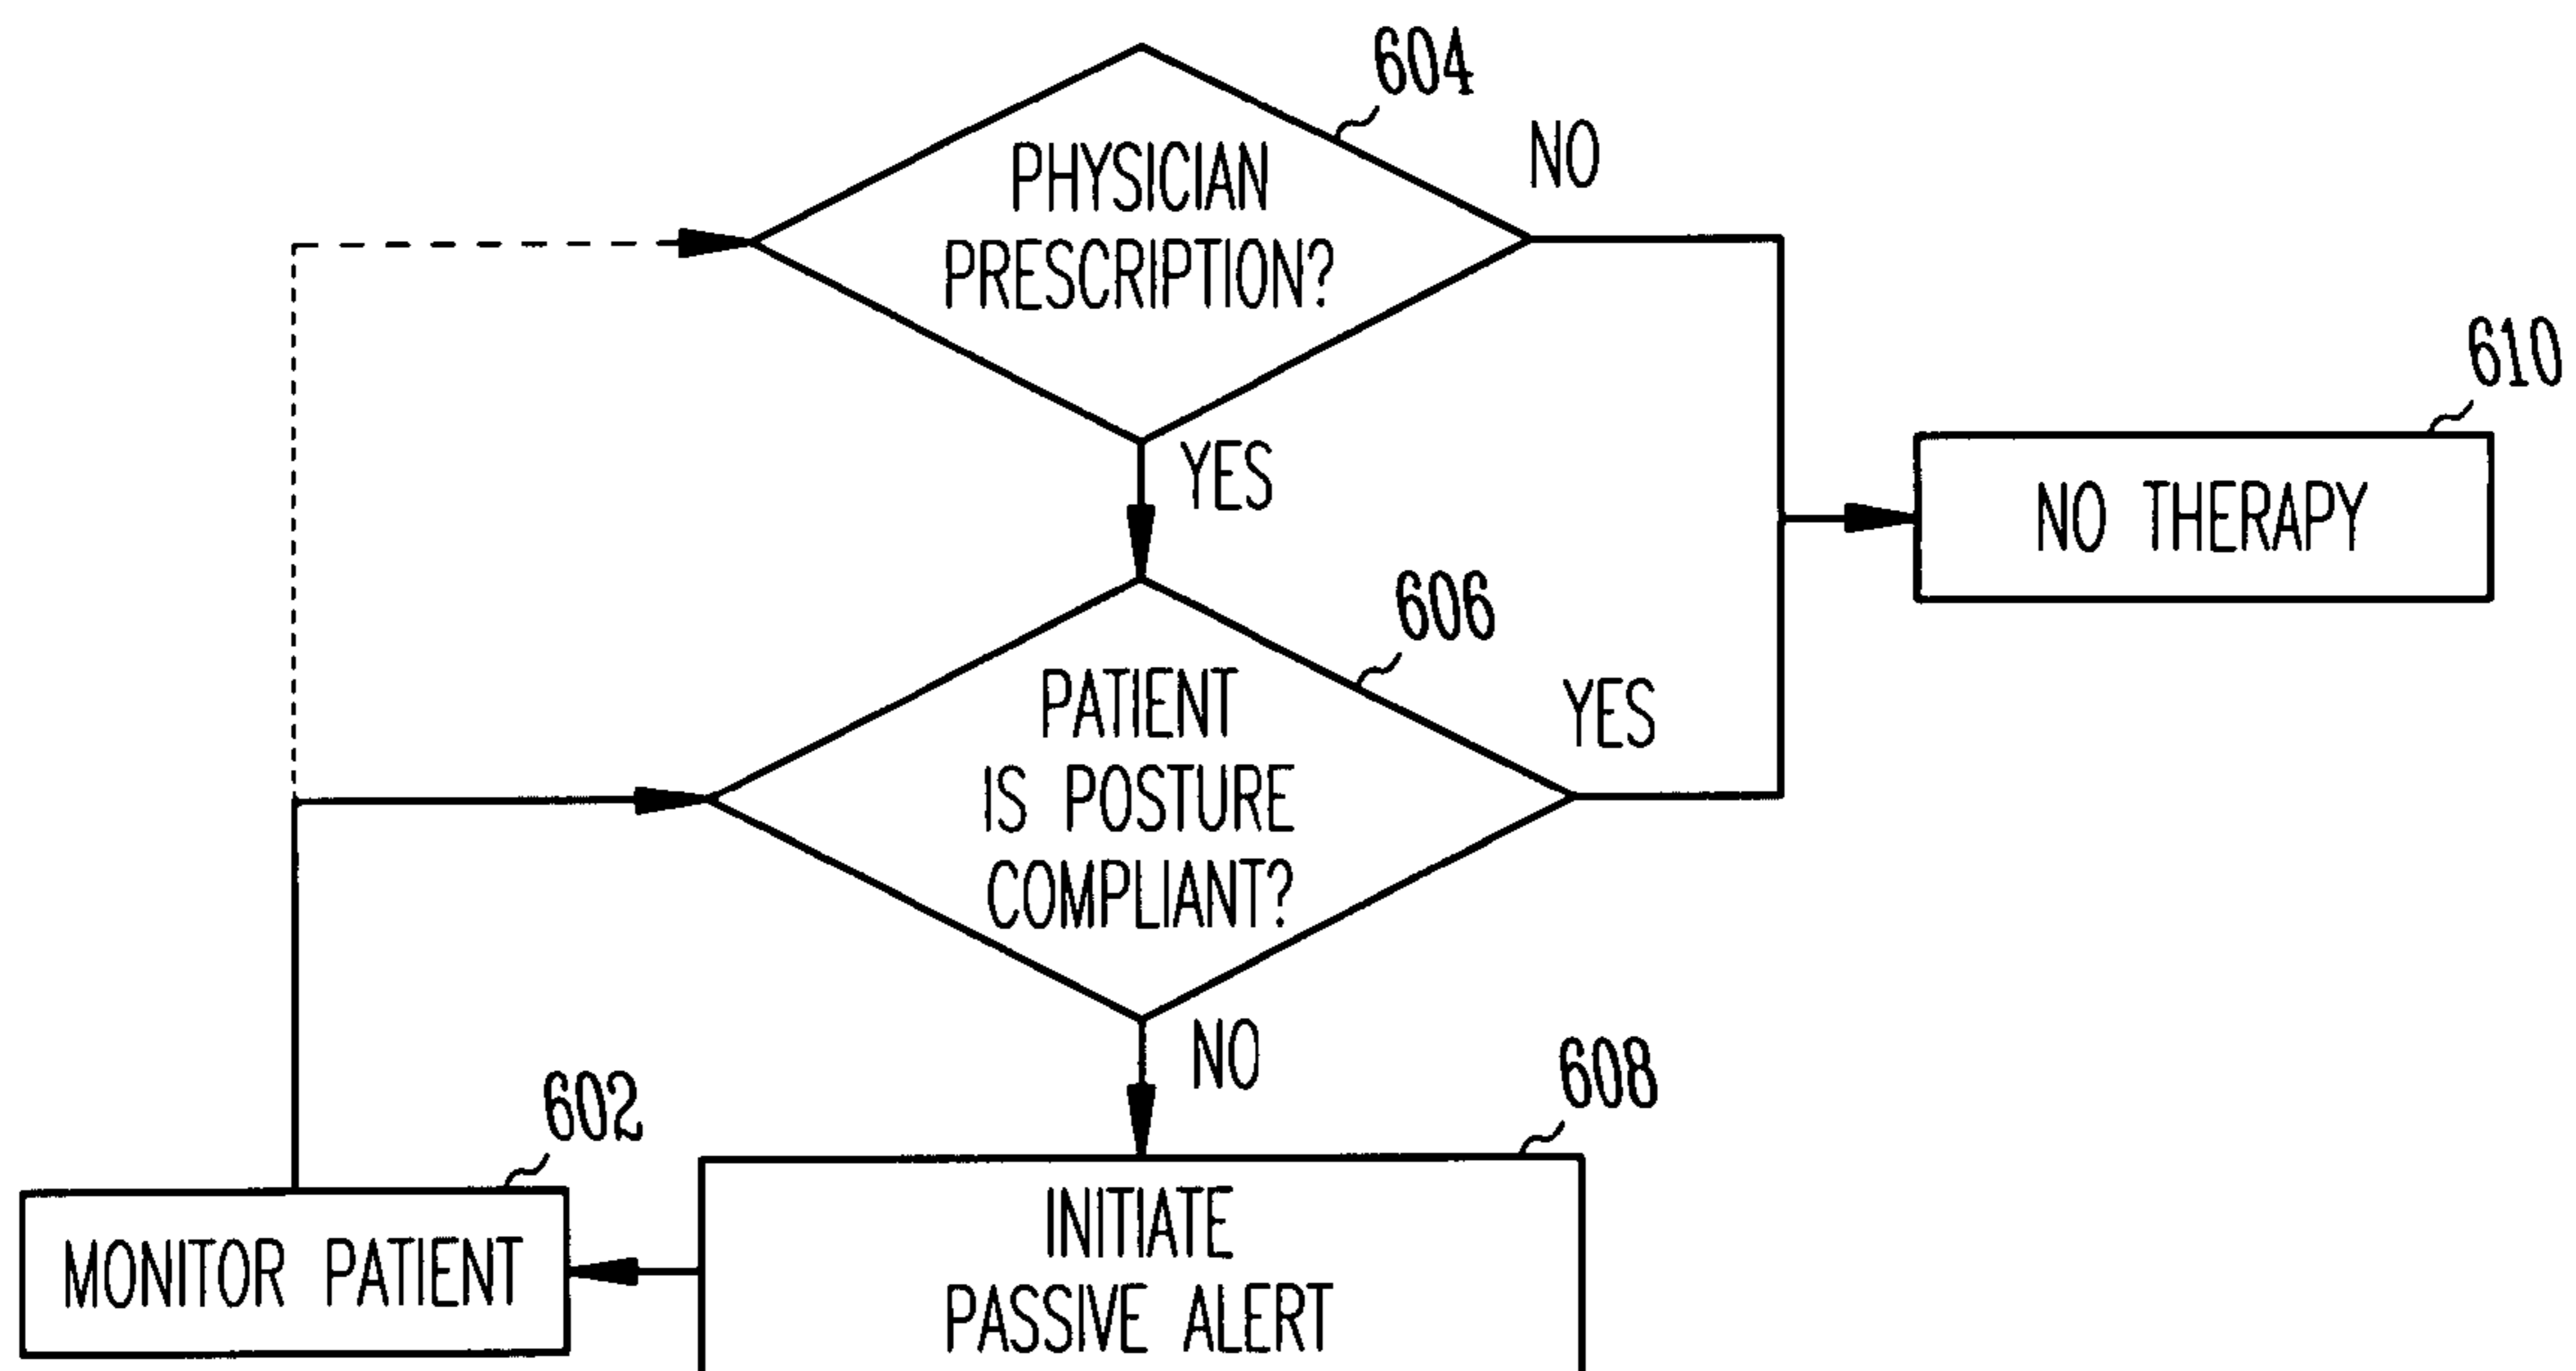 604
PHYSICIAN
PRESCRIPTION?
NO
YES
610
NO THERAPY
606
PATIENT
IS POSTURE
COMPLIANT?
YES
NO
602
MONITOR PATIENT
608
INITIATE
PASSIVE ALERT